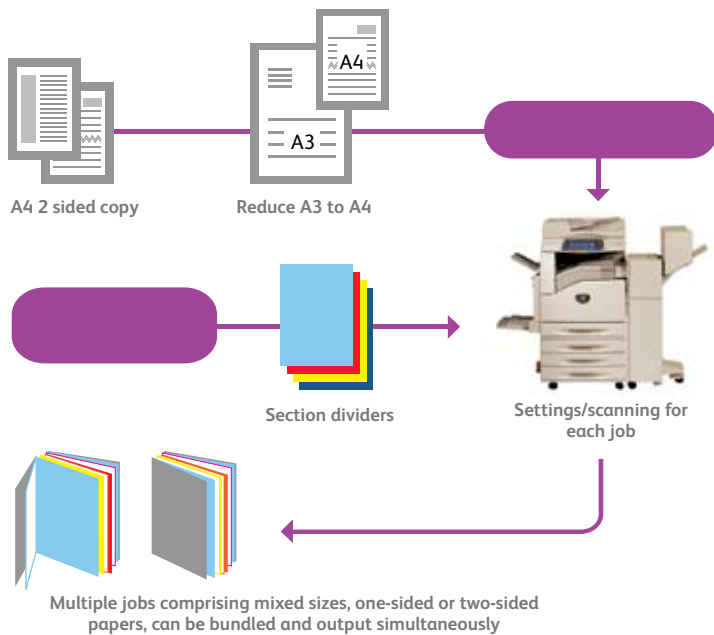 A4
A3
A4 2 sided copy
Reduce A3 to A4
Section dividers
Settings/scanning for
each job
Multiple jobs comprising mixed sizes, one-sided or two-sided
papers, can be bundled and output simultaneously